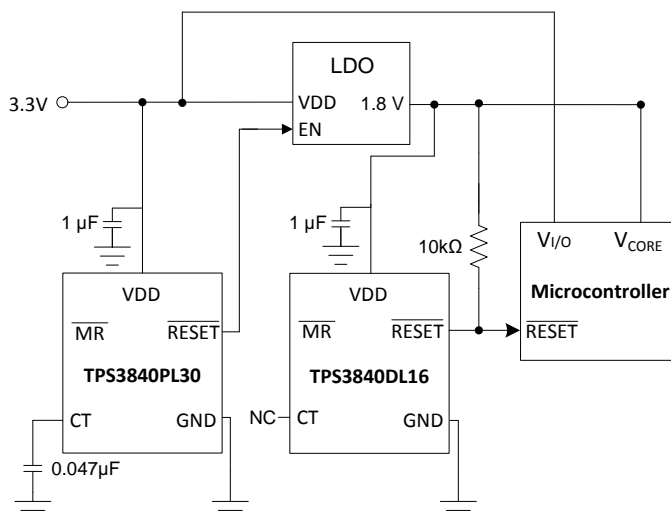 LDO
3.3V
VDD
1.8 V
EN
1 µF
1 µF
10kΩ
VI/O
VCORE
Microcontroller
RESET
VDD
MR
RESET
TPS3840PL30
CT
GND
0.047µF
VDD
MR
RESET
TPS3840DL16
NC
CT
GND